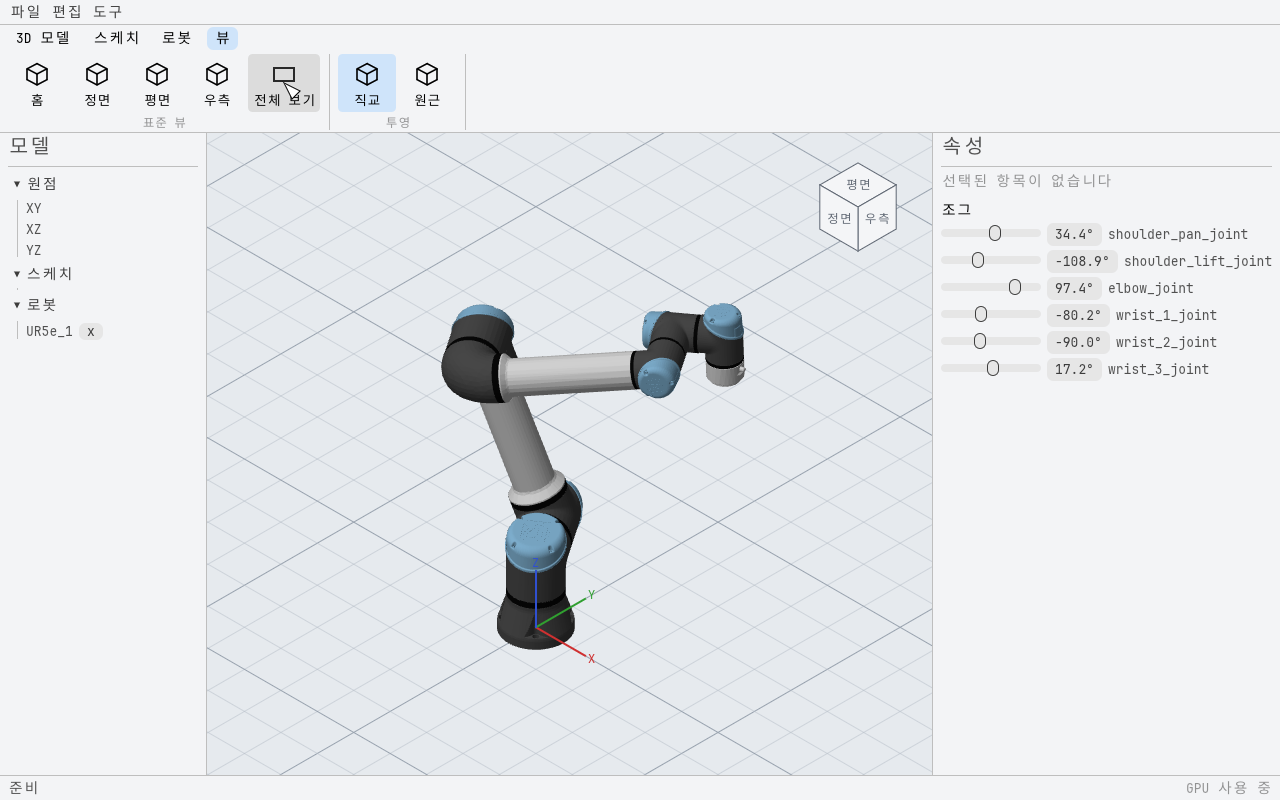 파일 편집 도구
3D 모델 스케치 로봇 뷰
홈 정면 평면 우측 전체 보기 직교 원근
표준 뷰 투영
모델
▼ 원점
XY
XZ
YZ
▼ 스케치
▼ 로봇
UR5e_1 x
평면
정면 우측
Z
Y
X
속성
선택된 항목이 없습니다
조그
34.4° shoulder_pan_joint
-108.9° shoulder_lift_joint
97.4° elbow_joint
-80.2° wrist_1_joint
-90.0° wrist_2_joint
17.2° wrist_3_joint
준비 GPU 사용 중